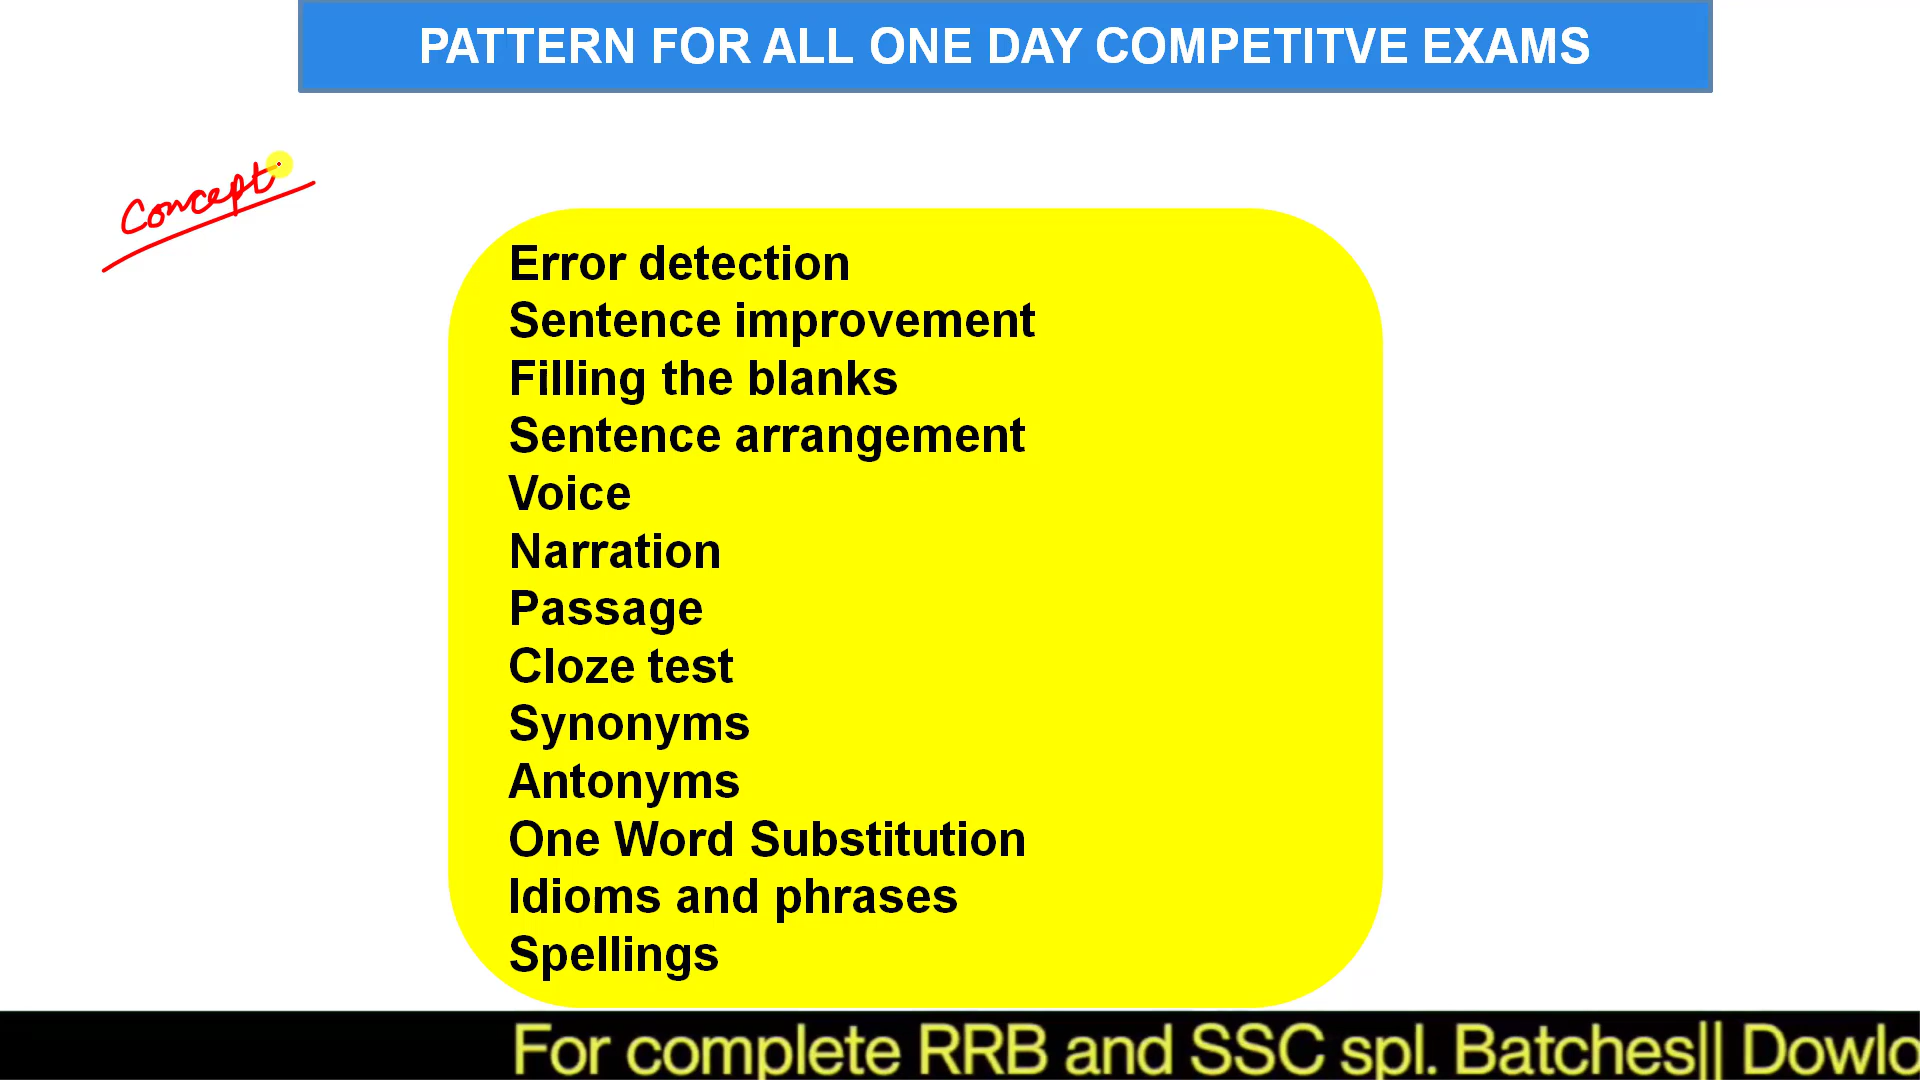 PATTERN FOR ALL ONE DAY COMPETITVE EXAMS
Concept
Error detection
Sentence improvement
Filling the blanks
Sentence arrangement
Voice
Narration
Passage
Cloze test
Synonyms
Antonyms
One Word Substitution
Idioms and phrases
Spellings
For complete RRB and SSC spl. Batches|| Dowlo